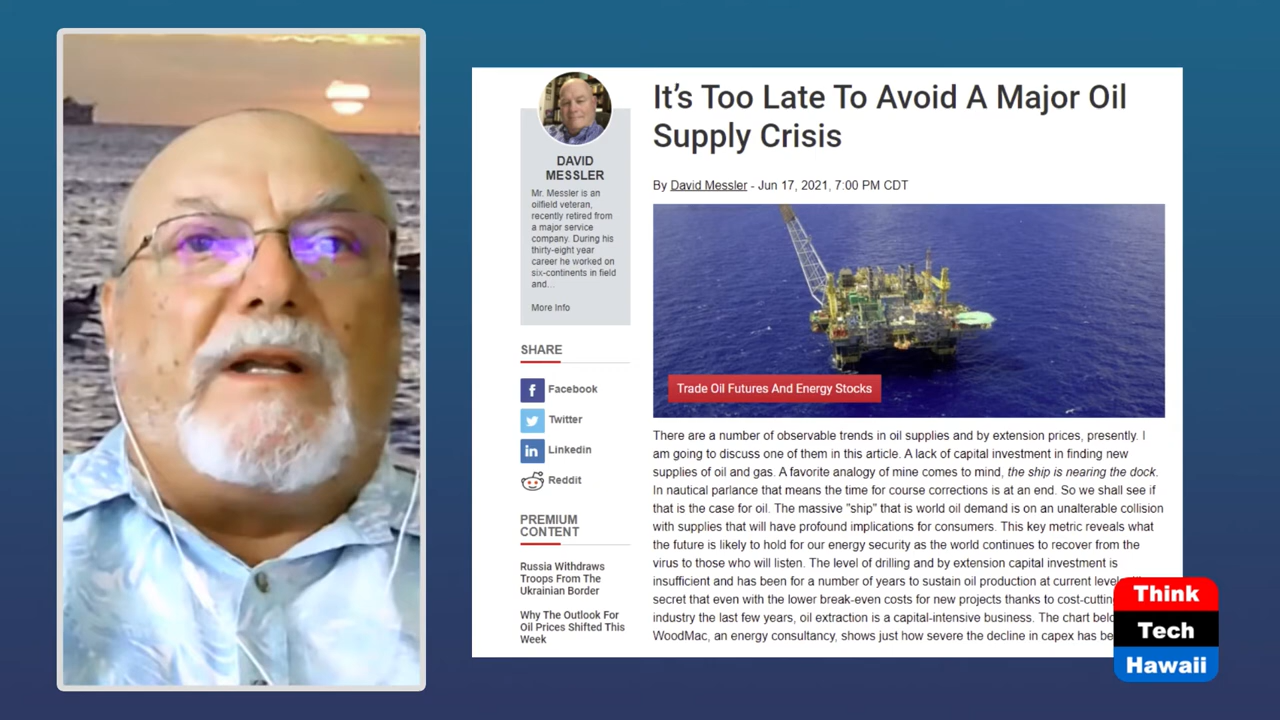 It's Too Late To Avoid A Major Oil
Supply Crisis
By David Messler - Jun 17, 2021, 7:00 PM CDT
DAVID
MESSLER
Mr. Messler is an
oilfield veteran,
recently retired from
a major service
company. During his
thirty-eight year
career he worked on
six-continents in field
and...
More Info
SHARE
Facebook
Twitter
Linkedin
Reddit
PREMIUM
CONTENT
Russia Withdraws
Troops From The
Ukrainian Border
Why The Outlook For
Oil Prices Shifted This
Week
Trade Oil Futures And Energy Stocks
There are a number of observable trends in oil supplies and by extension prices, presently. I
am going to discuss one of them in this article. A lack of capital investment in finding new
supplies of oil and gas. A favorite analogy of mine comes to mind, the ship is nearing the dock.
In nautical parlance that means the time for course corrections is at an end. So we shall see if
that is the case for oil. The massive "ship" that is world oil demand is on an unalterable collision
with supplies that will have profound implications for consumers. This key metric reveals what
the future is likely to hold for our energy security as the world continues to recover from the
virus to those who will listen. The level of drilling and by extension capital investment is
insufficient and has been for a number of years to sustain oil production at current
secret that even with the lower break-even costs for new projects thanks to
industry the last few years, oil extraction is a capital-intensive business. The chart
WoodMac, an energy consultancy, shows just how severe the decline in capex has
Think
Tech
Hawaii